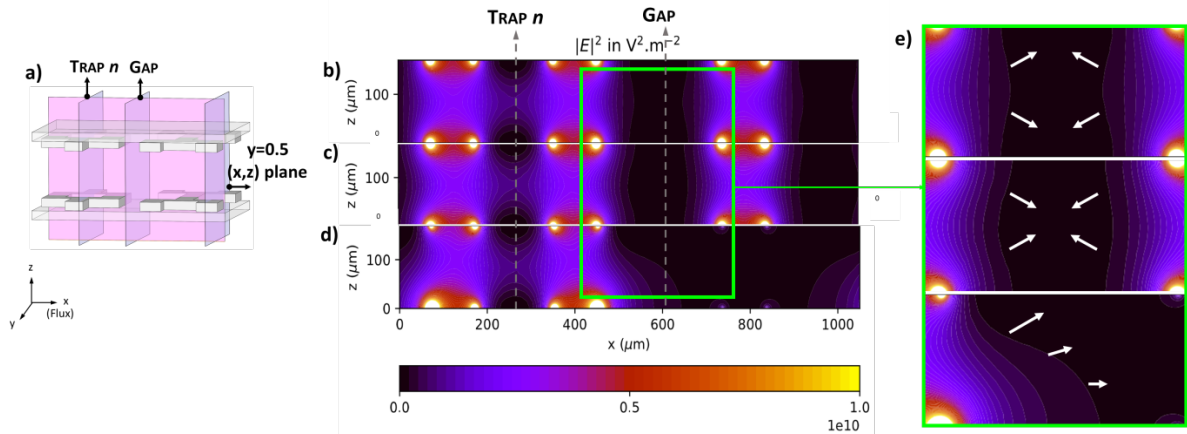 TRAP n
GAP
|E|² in V².m⁻²
a)
TRAP n
GAP
y=0.5
(x,z) plane
z
x
(Flux)
y
b)
z (μm)
100
0
c)
z (μm)
100
0
d)
z (μm)
100
0
0
200
400
600
800
1000
x (μm)
0.0
0.5
1.0
1e10
0
e)